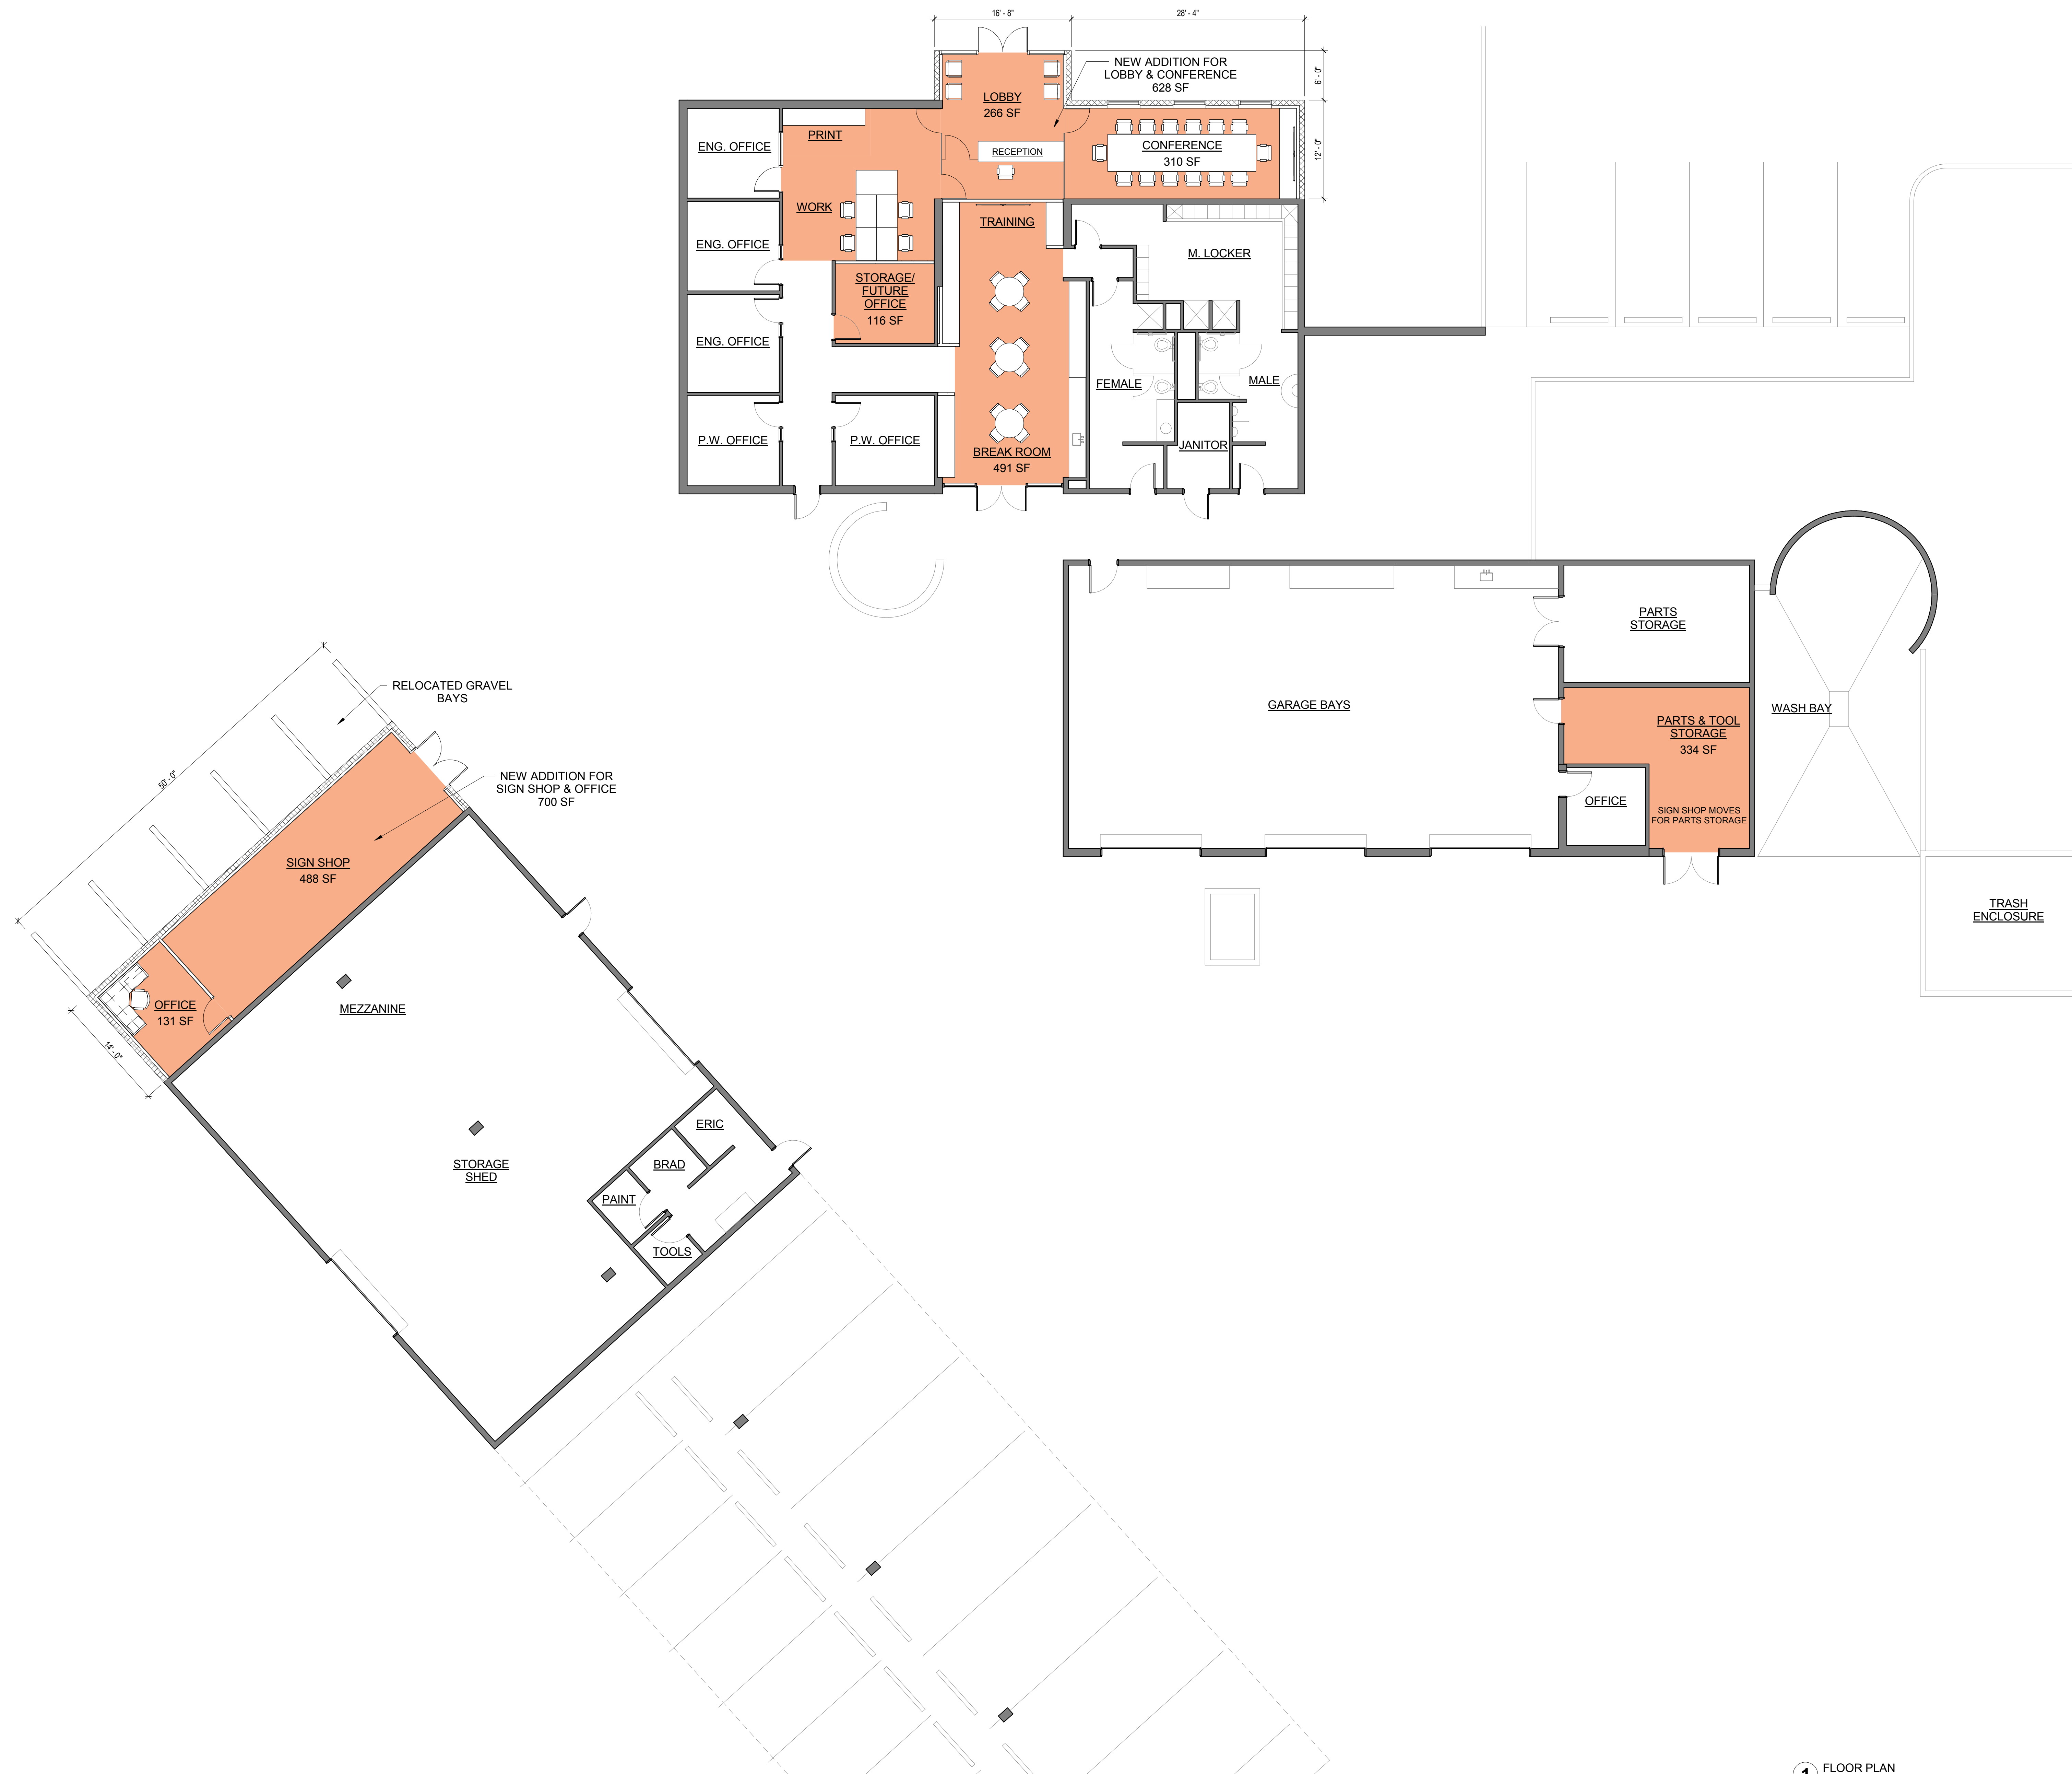 16' - 8"
28' - 4"
6' - 0"
12' - 0"
NEW ADDITION FOR
LOBBY & CONFERENCE
628 SF
LOBBY
266 SF
PRINT
ENG. OFFICE
RECEPTION
CONFERENCE
310 SF
WORK
TRAINING
ENG. OFFICE
M. LOCKER
STORAGE/
FUTURE
OFFICE
116 SF
ENG. OFFICE
FEMALE
MALE
P.W. OFFICE
P.W. OFFICE
JANITOR
BREAK ROOM
491 SF
PARTS
STORAGE
GARAGE BAYS
PARTS & TOOL
STORAGE
334 SF
WASH BAY
OFFICE
SIGN SHOP MOVES
FOR PARTS STORAGE
TRASH
ENCLOSURE
RELOCATED GRAVEL
BAYS
50' - 0"
NEW ADDITION FOR
SIGN SHOP & OFFICE
700 SF
SIGN SHOP
488 SF
OFFICE
131 SF
14' - 0"
MEZZANINE
STORAGE
SHED
ERIC
BRAD
PAINT
TOOLS
1
FLOOR PLAN